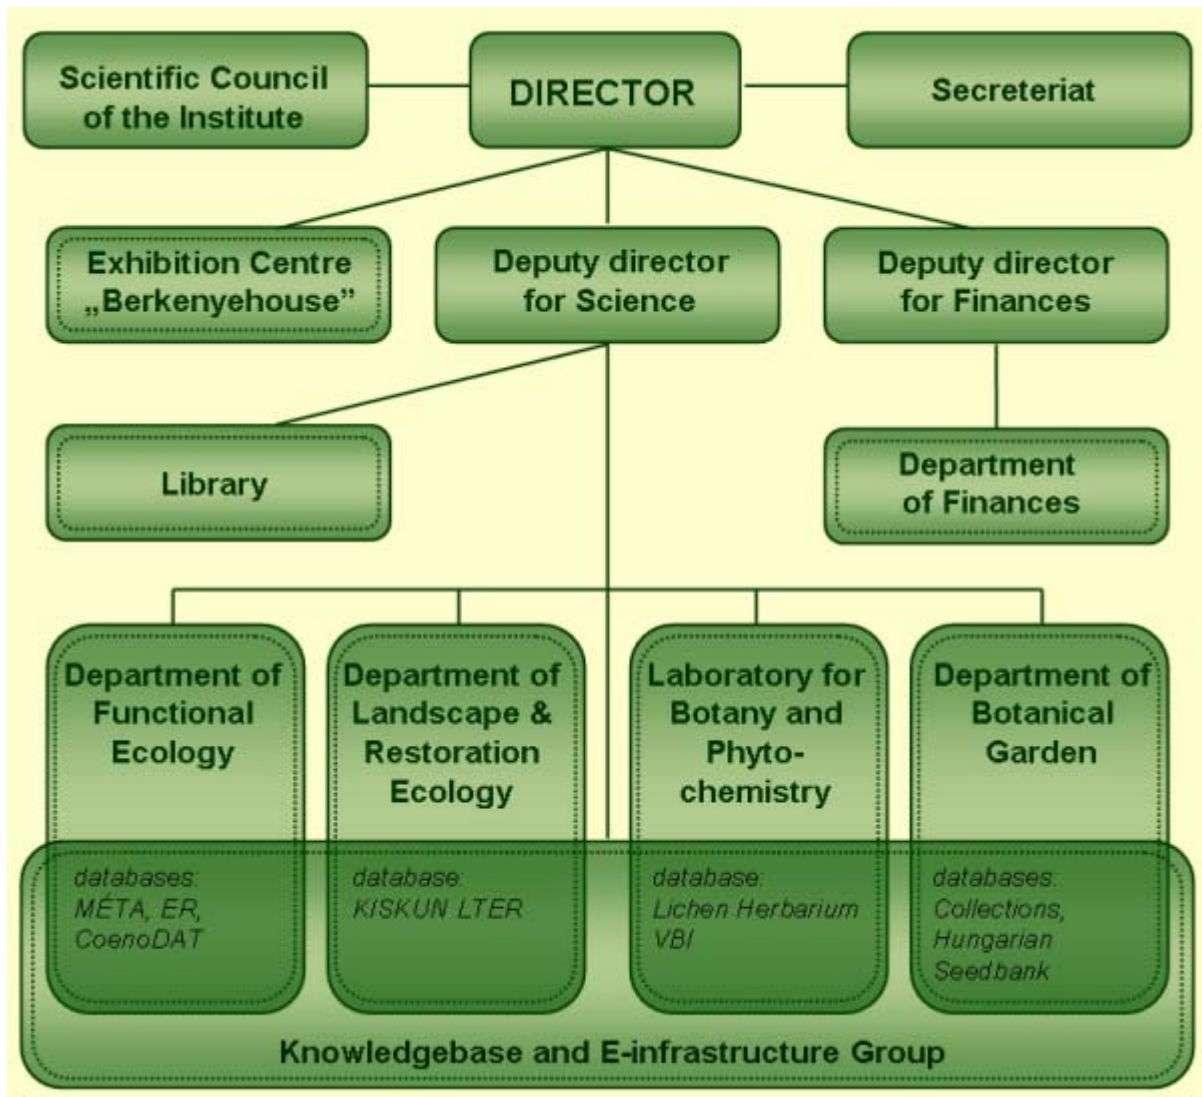 Scientific Council
of the Institute
DIRECTOR
Secreteriat
Exhibition Centre
„Berkenyehouse”
Deputy director
for Science
Deputy director
for Finances
Library
Department
of Finances
Department of
Functional
Ecology
Department of
Landscape &
Restoration
Ecology
Laboratory for
Botany and
Phyto-
chemistry
Department of
Botanical
Garden
databases:
MÉTA, ER,
CoenoDAT
database:
KISKUN LTER
database:
Lichen Herbarium
VBI
databases:
Collections,
Hungarian
Seedbank
Knowledgebase and E-infrastructure Group